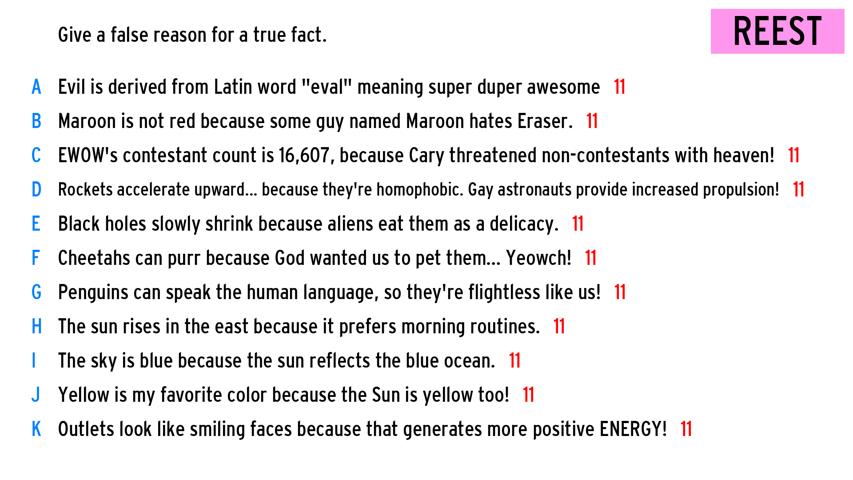 Give a false reason for a true fact.
REEST
A Evil is derived from Latin word "eval" meaning super duper awesome 11
B Maroon is not red because some guy named Maroon hates Eraser. 11
C EWOW's contestant count is 16,607, because Cary threatened non-contestants with heaven! 11
D Rockets accelerate upward... because they're homophobic. Gay astronauts provide increased propulsion! 11
E Black holes slowly shrink because aliens eat them as a delicacy. 11
F Cheetahs can purr because God wanted us to pet them... Yeowch! 11
G Penguins can speak the human language, so they're flightless like us! 11
H The sun rises in the east because it prefers morning routines. 11
I The sky is blue because the sun reflects the blue ocean. 11
J Yellow is my favorite color because the Sun is yellow too! 11
K Outlets look like smiling faces because that generates more positive ENERGY! 11